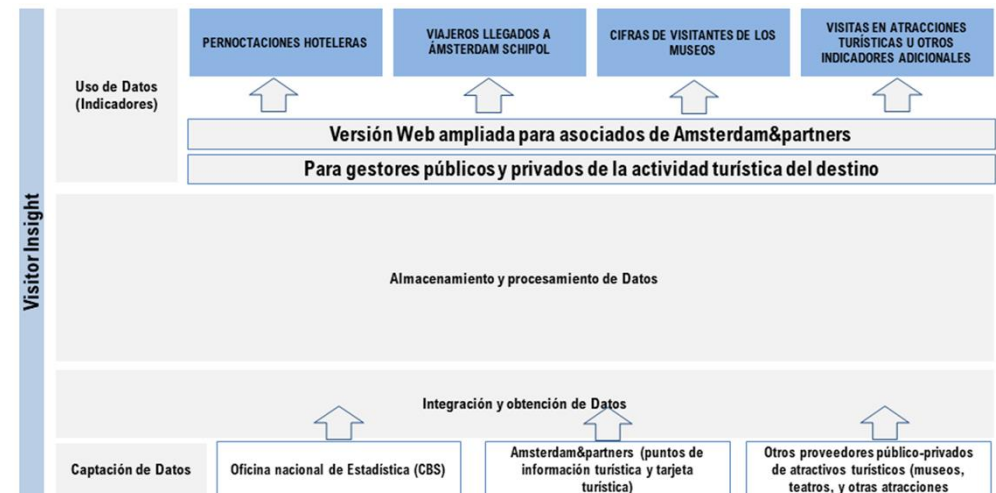 Visitor Insight
Uso de Datos
(Indicadores)
PERNOCTACIONES HOTELERAS
VIAJEROS LLEGADOS A
ÁMSTERDAM SCHIPOL
CIFRAS DE VISITANTES DE LOS
MUSEOS
VISITAS EN ATRACCIONES
TURÍSTICAS U OTROS
INDICADORES ADICIONALES
Versión Web ampliada para asociados de Amsterdam&partners
Para gestores públicos y privados de la actividad turística del destino
Almacenamiento y procesamiento de Datos
Integración y obtención de Datos
Captación de Datos
Oficina nacional de Estadística (CBS)
Amsterdam&partners (puntos de
información turística y tarjeta
turística)
Otros proveedores público-privados
de atractivos turísticos (museos,
teatros, y otras atracciones